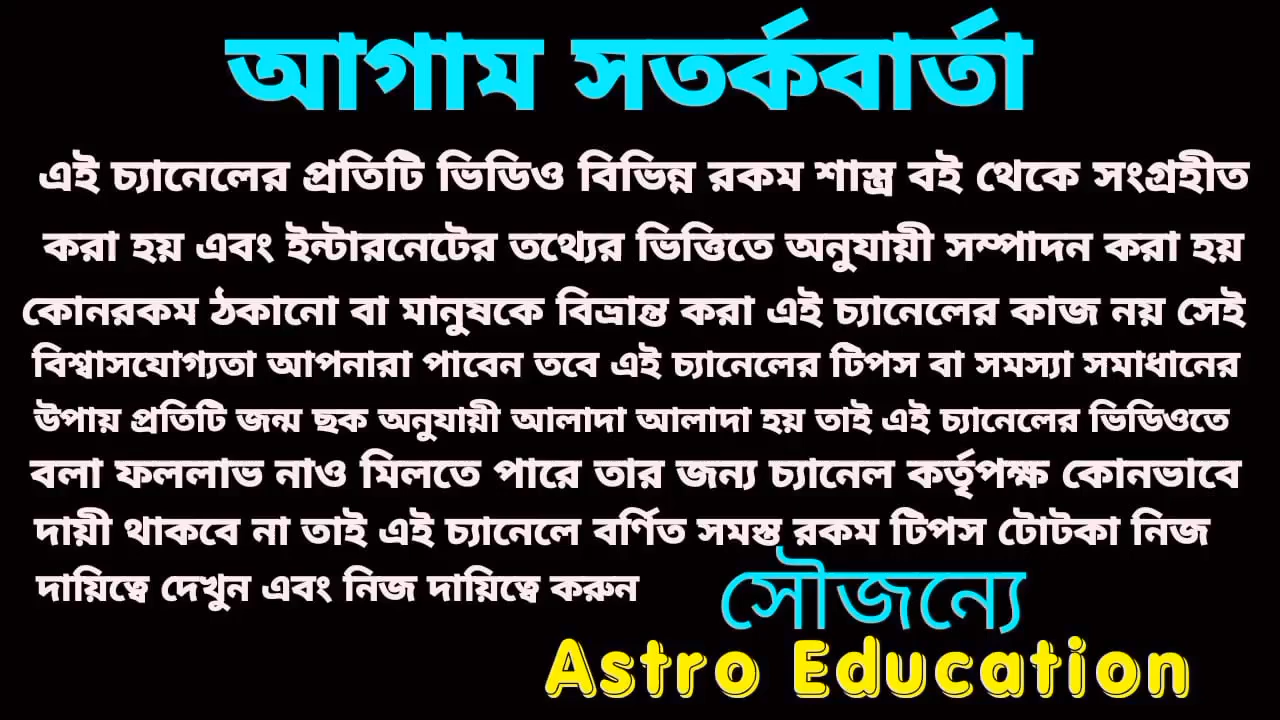 আগাম সতর্কবার্তা
এই চ্যানেলের প্রতিটি ভিডিও বিভিন্ন রকম শাস্ত্র বই থেকে সংগ্রহীত
করা হয় এবং ইন্টারনেটের তথ্যের ভিত্তিতে অনুযায়ী সম্পাদন করা হয়
কোনরকম ঠকানো বা মানুষকে বিভ্রান্ত করা এই চ্যানেলের কাজ নয় সেই
বিশ্বাসযোগ্যতা আপনারা পাবেন তবে এই চ্যানেলের টিপস বা সমস্যা সমাধানের
উপায় প্রতিটি জন্ম ছক অনুযায়ী আলাদা আলাদা হয় তাই এই চ্যানেলের ভিডিওতে
বলা ফললাভ নাও মিলতে পারে তার জন্য চ্যানেল কর্তৃপক্ষ কোনভাবে
দায়ী থাকবে না তাই এই চ্যানেলে বর্ণিত সমস্ত রকম টিপস টোটকা নিজ
দায়িত্বে দেখুন এবং নিজ দায়িত্বে করুন
সৌজন্যে
Astro Education